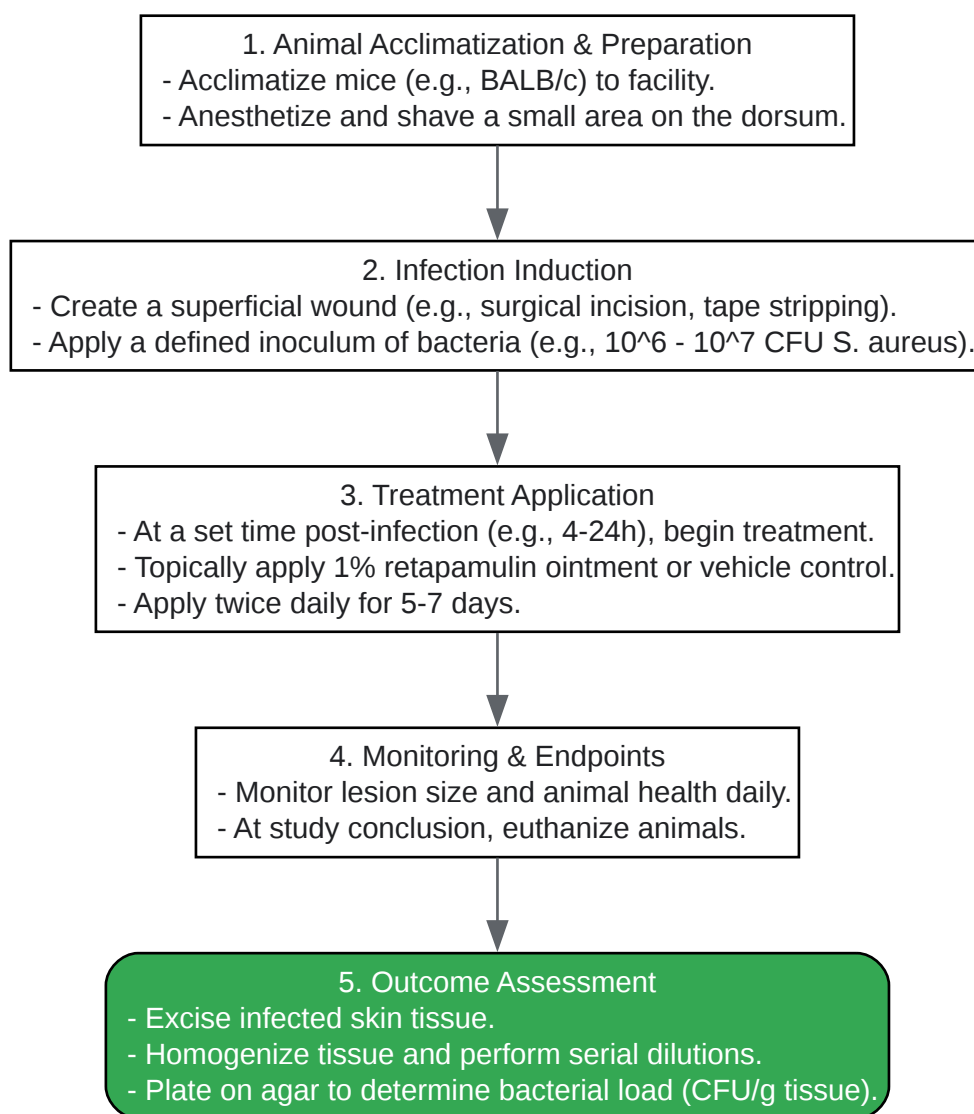 1. Animal Acclimatization & Preparation
- Acclimatize mice (e.g., BALB/c) to facility.
- Anesthetize and shave a small area on the dorsum.
2. Infection Induction
- Create a superficial wound (e.g., surgical incision, tape stripping).
- Apply a defined inoculum of bacteria (e.g., 10^6 - 10^7 CFU S. aureus).
3. Treatment Application
- At a set time post-infection (e.g., 4-24h), begin treatment.
- Topically apply 1% retapamulin ointment or vehicle control.
- Apply twice daily for 5-7 days.
4. Monitoring & Endpoints
- Monitor lesion size and animal health daily.
- At study conclusion, euthanize animals.
5. Outcome Assessment
- Excise infected skin tissue.
- Homogenize tissue and perform serial dilutions.
- Plate on agar to determine bacterial load (CFU/g tissue).